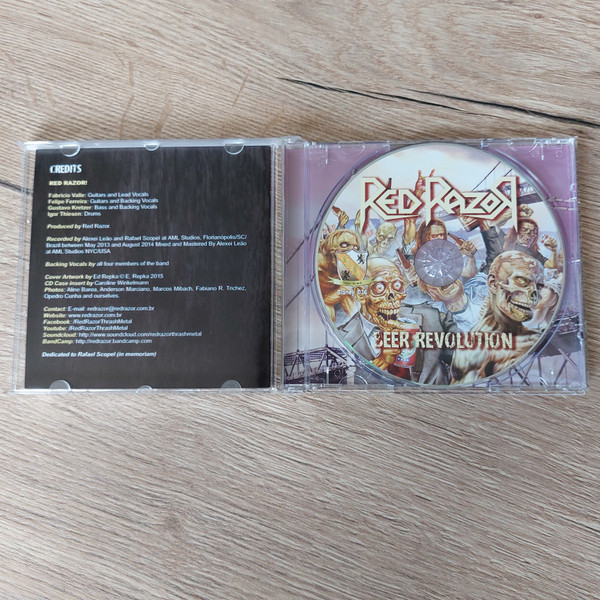 CREDITS
RED RAZOR:
Fabricio Valle: Guitars and Lead Vocals
Felipe Ferreira: Guitars and Backing Vocals
Gustavo Kretzer: Bass and Backing Vocals
Igor Thiesen: Drums
Produced by Red Razor.
Recorded by Alexei Leão and Rafael Scopel at AML Studios, Florianópolis/SC/
Brazil between May 2013 and August 2014 Mixed and Mastered By Alexei Leão
at AML Studios NYC/USA
Backing Vocals by all four members of the band
Cover Artwork by Ed Repka © E. Repka 2015
CD Case insert by Caroline Winkelmann
Photos: Aline Barea, Anderson Marciano, Marcos Mibach, Fabiano R. Trichez,
Opedro Cunha and ourselves.
Contact: E-mail: redrazor@redrazor.com.br
Website: www.redrazor.com.br
Facebook: /RedRazorThrashMetal
Youtube: /RedRazorThrashMetal
Soundcloud: http://www.soundcloud.com/redrazorthrashmetal
BandCamp: http://redrazor.bandcamp.com
Dedicated to Rafael Scopel (in memoriam)
RED RAZOR
BEER REVOLUTION